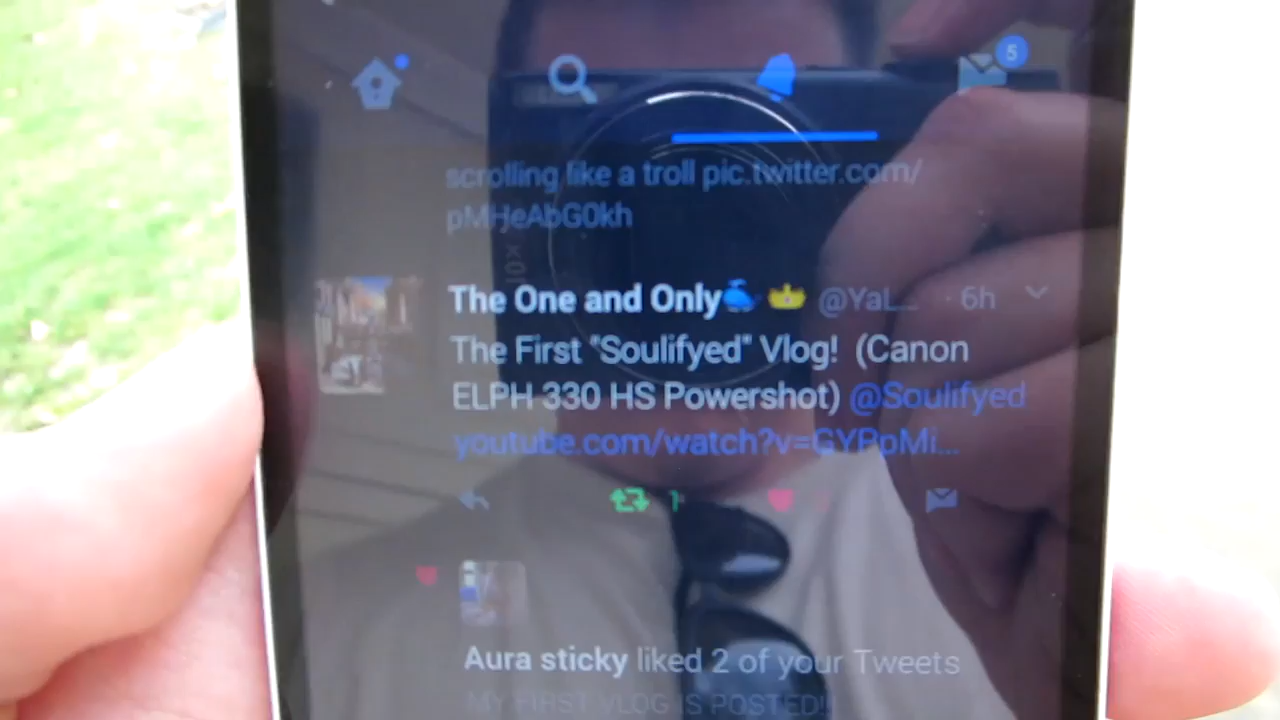 5
scrolling like a troll pic.twitter.com/
pMHeAbG0kh
The One and Only @YaL... · 6h
The First "Soulifyed" Vlog! (Canon
ELPH 330 HS Powershot) @Soulifyed
youtube.com/watch?v=GYPpMi...
10X
Aura sticky liked 2 of your Tweets
MY FIRST VLOG IS POSTED!!